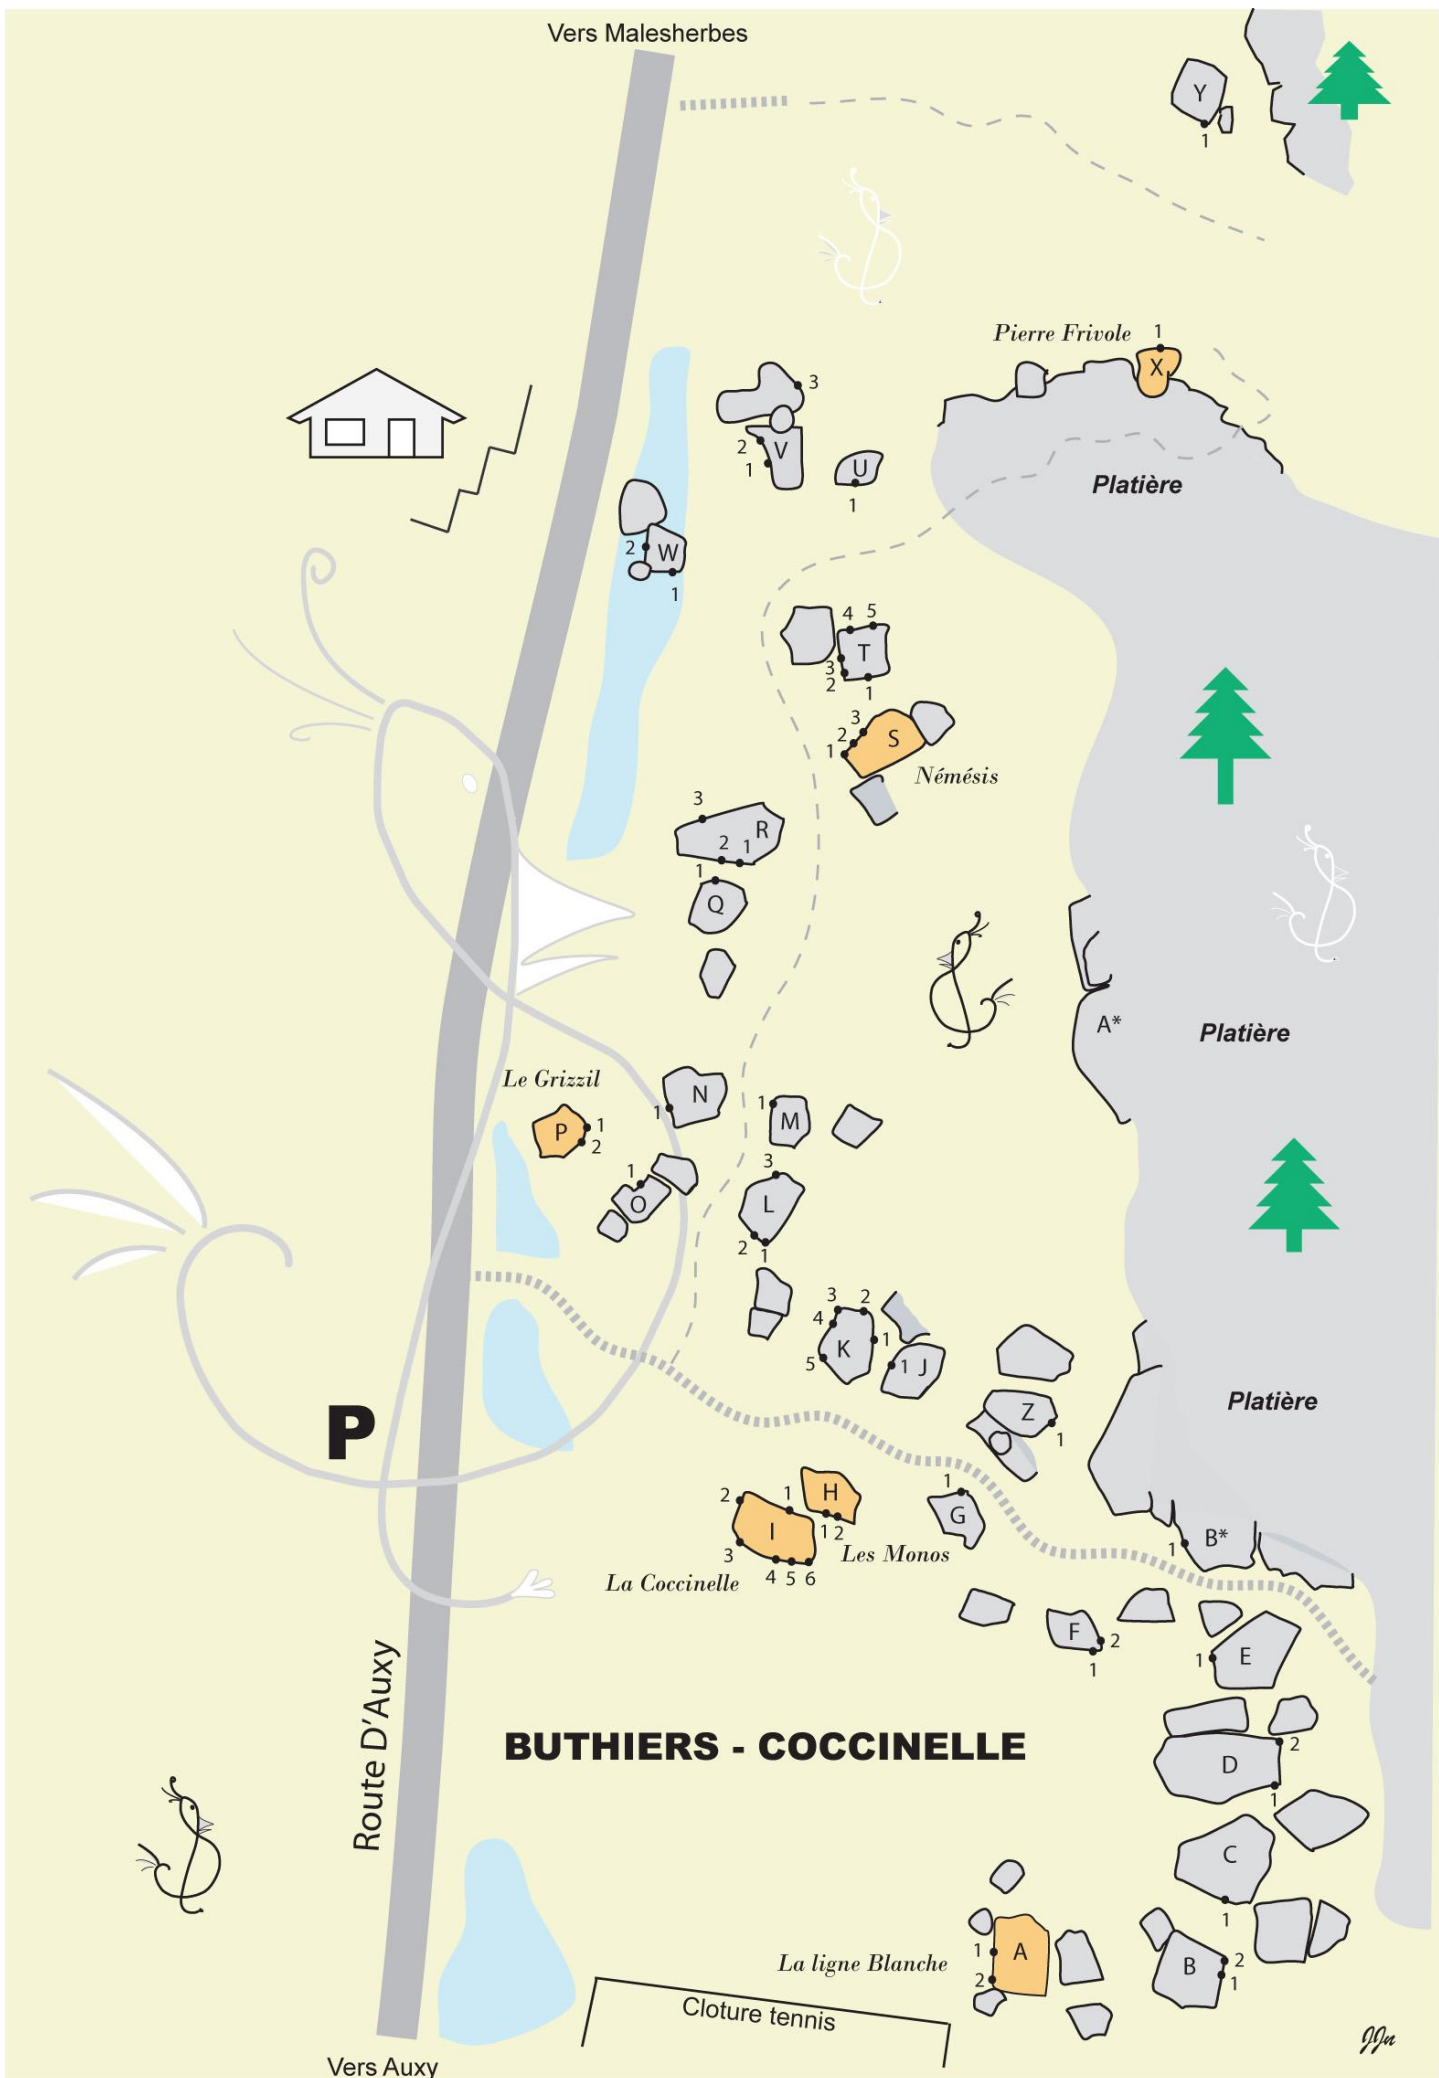 Vers Malesherbes
Y
1
Pierre Frivole
1
X
3
2
V
1
U
1
Platière
2
W
1
4 5
T
3
2
1
3
2
S
1
Némésis
3
R
2 1
1
Q
A*
Platière
Le Grizzil
N
1
P
1
2
1
M
1
O
3
L
2
1
3 2
4
K
1
5
1 J
Platière
Z
1
2
1
H
1
G
I
1 2
3
Les Monos
La Coccinelle
4 5 6
1
B*
F
2
1
1
E
Route D'Auxy
BUTHIERS - COCCINELLE
2
D
1
C
1
La ligne Blanche
1
A
2
B
2
1
Cloture tennis
JJn
P
Vers Auxy